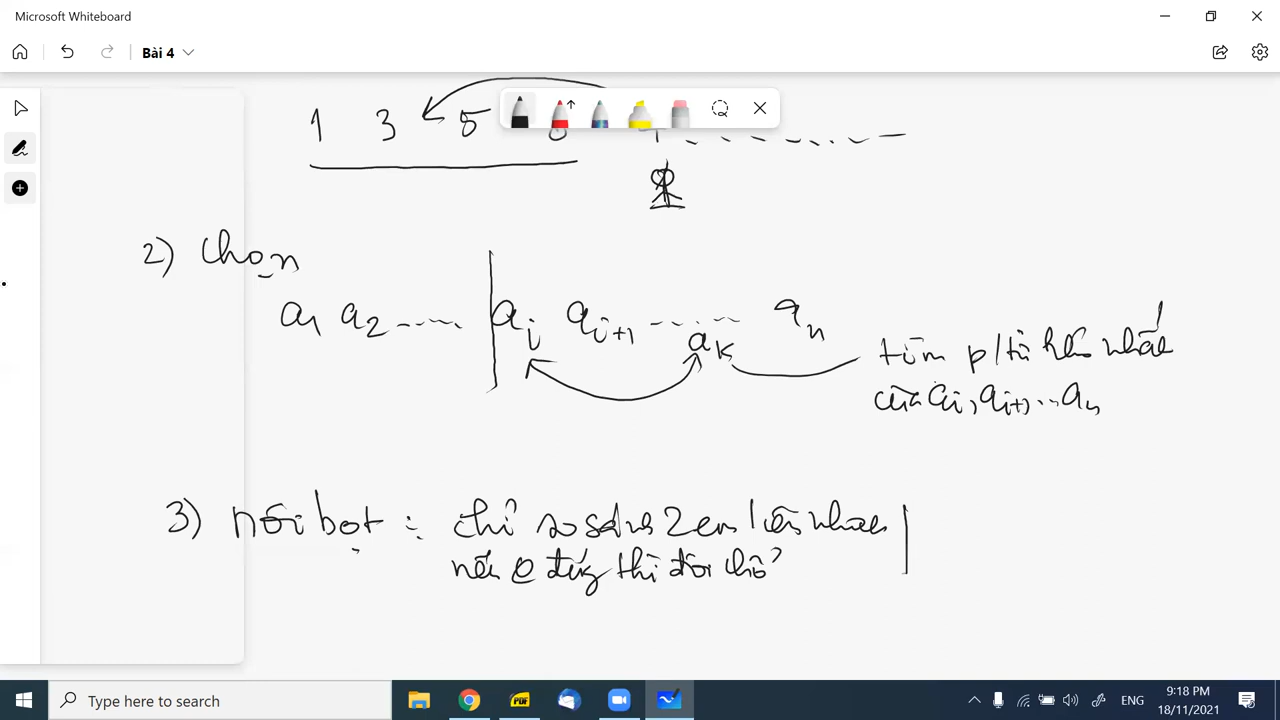 Microsoft Whiteboard
Bài 4
1 3 5
2) chọn
a1 a2 ..... ai ai+1 ...... an
ak
tìm p/tử bé nhất
của ai, ai+1 ... an
3) nổi bọt : chỉ so sánh 2 em liền nhau
nếu đứng thì đổi chỗ
Type here to search
ENG
9:18 PM
18/11/2021